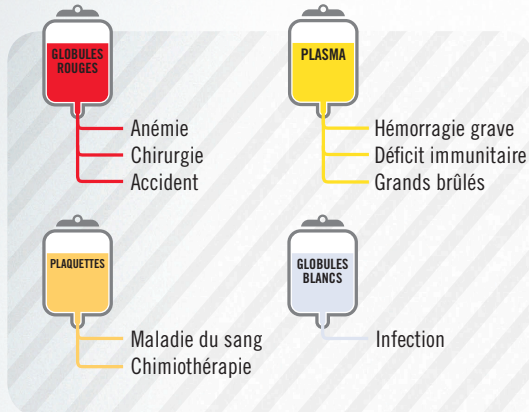 GLOBULES
ROUGES
Anémie
Chirurgie
Accident
PLASMA
Hémorragie grave
Déficit immunitaire
Grands brûlés
PLAQUETTES
Maladie du sang
Chimiothérapie
GLOBULES
BLANCS
Infection